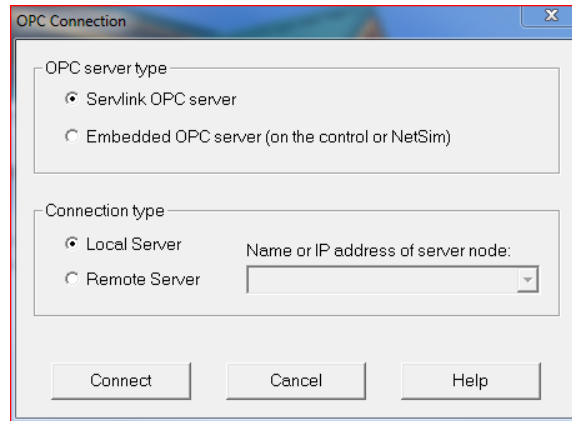 OPC Connection
x
OPC server type
Servlink OPC server
Embedded OPC server (on the control or NetSim)
Connection type
Local Server
Name or IP address of server node:
Remote Server
Connect
Cancel
Help